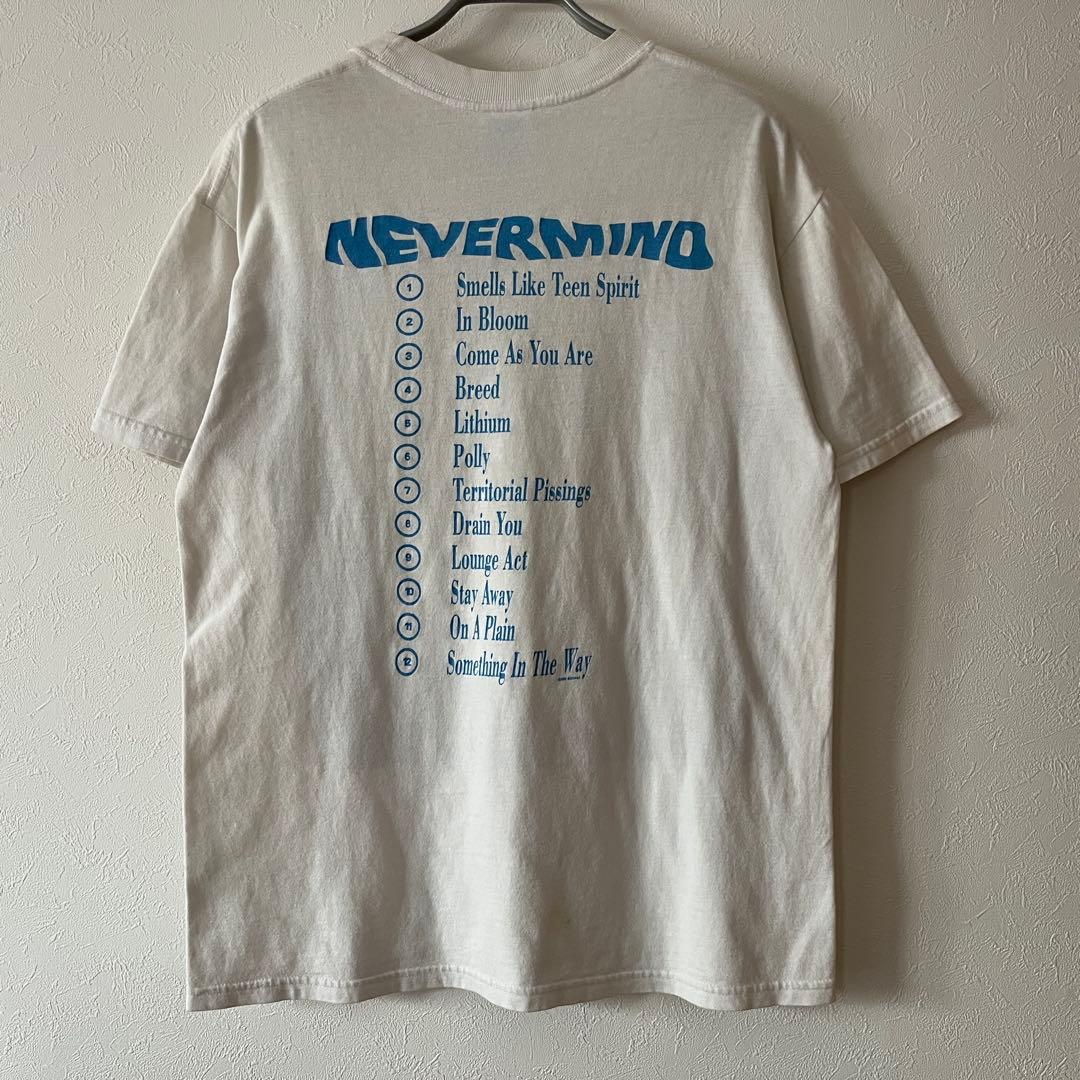 NEVERMIND
1 Smells Like Teen Spirit
2 In Bloom
3 Come As You Are
4 Breed
5 Lithium
6 Polly
7 Territorial Pissings
8 Drain You
9 Lounge Act
10 Stay Away
11 On A Plain
12 Something In The Way